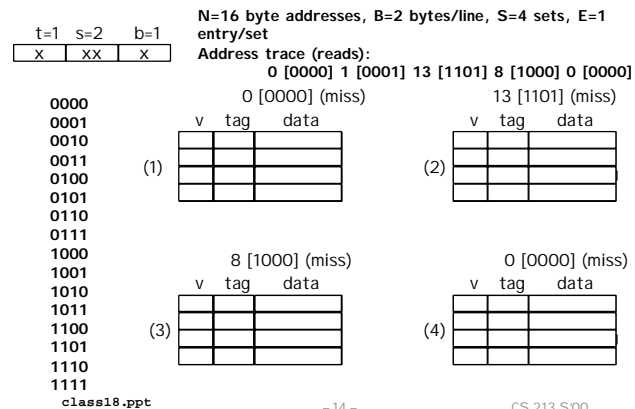 N=16 byte addresses, B=2 bytes/line, S=4 sets, E=1
entry/set
t=1 s=2 b=1
x xx x
Address trace (reads):
0 [0000] 1 [0001] 13 [1101] 8 [1000] 0 [0000]
0000
0001
0010
0011
0100
0101
0110
0111
1000
1001
1010
1011
1100
1101
1110
1111
0 [0000] (miss)
v tag data
(1)
13 [1101] (miss)
v tag data
(2)
8 [1000] (miss)
v tag data
(3)
0 [0000] (miss)
v tag data
(4)
class18.ppt
– 14 –
CS 213 S'00